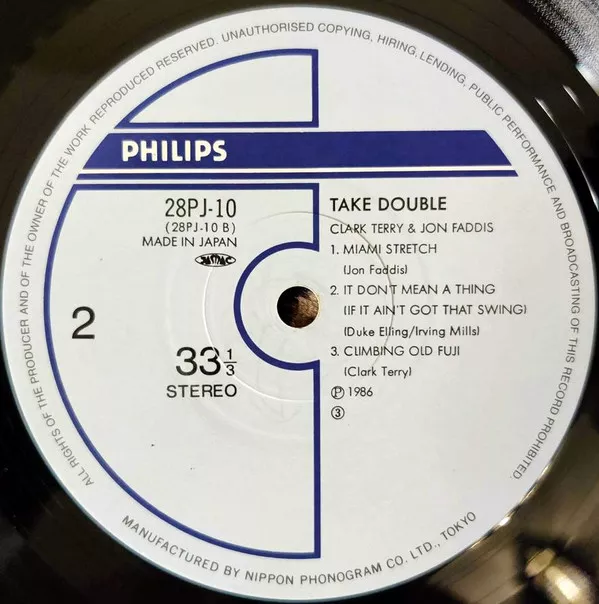 ALL RIGHTS OF THE PRODUCER AND OF THE OWNER OF THE WORK REPRODUCED RESERVED. UNAUTHORISED COPYING, HIRING, LENDING, PUBLIC PERFORMANCE AND BROADCASTING OF THIS RECORD PROHIBITED.
PHILIPS
28PJ-10
(28PJ-10 B)
MADE IN JAPAN
JASRAC
2
33 1/3
STEREO
TAKE DOUBLE
CLARK TERRY & JON FADDIS
1. MIAMI STRETCH
(Jon Faddis)
2. IT DON'T MEAN A THING
(IF IT AIN'T GOT THAT SWING)
(Duke Elling/Irving Mills)
3. CLIMBING OLD FUJI
(Clark Terry)
Ⓟ 1986
③
MANUFACTURED BY NIPPON PHONOGRAM CO. LTD., TOKYO